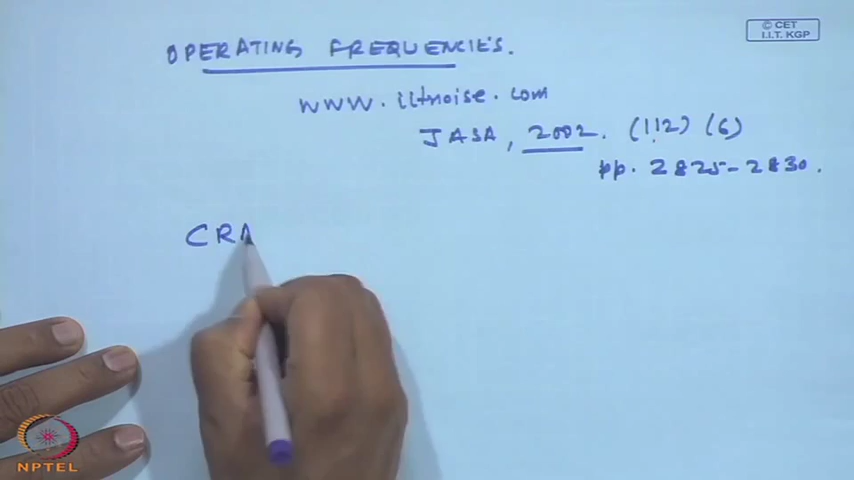 © CET
I.I.T. KGP
OPERATING FREQUENCIES.
www.iitnoise.com
JASA, 2002. (112) (6)
pp. 2825-2830.
CRA
NPTEL